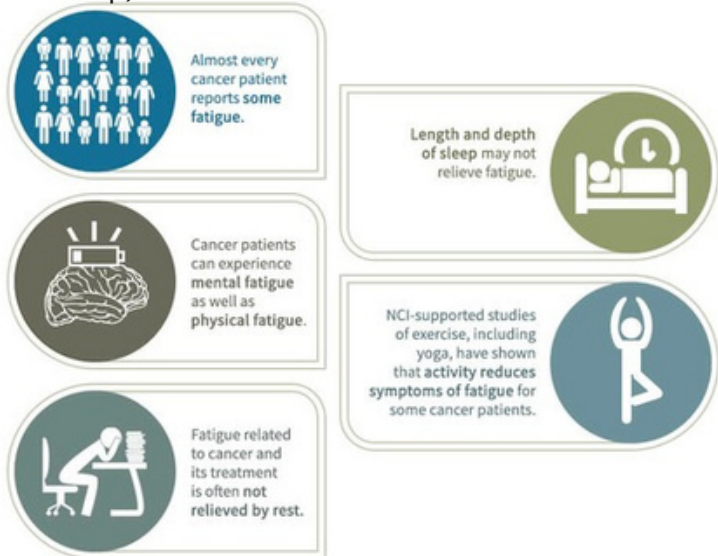 Almost every
cancer patient
reports some
fatigue.
Length and depth
of sleep may not
relieve fatigue.
Cancer patients
can experience
mental fatigue
as well as
physical fatigue.
NCI-supported studies
of exercise, including
yoga, have shown
that activity reduces
symptoms of fatigue for
some cancer patients.
Fatigue related
to cancer and
its treatment
is often not
relieved by rest.